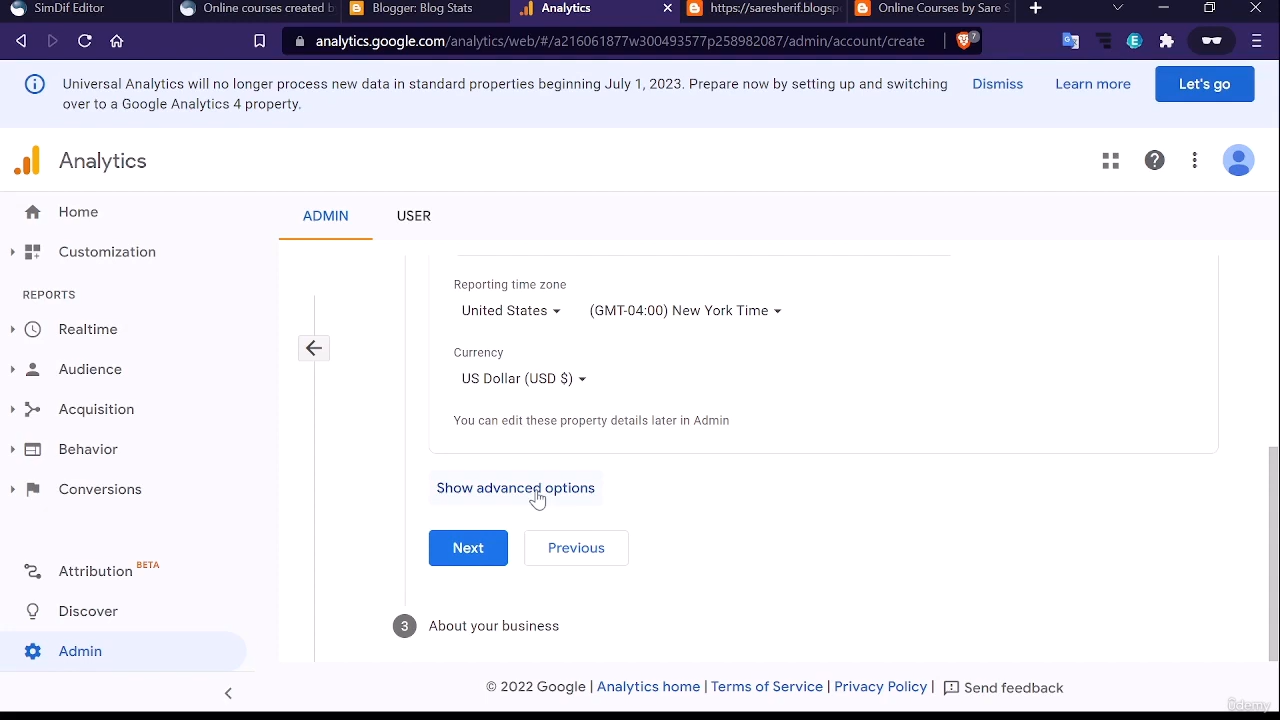 SimDif Editor
Online courses created b
Blogger: Blog Stats
Analytics
https://saresherif.blogsp
Online Courses by Sare S
analytics.google.com/analytics/web/#/a216061877w300493577p258982087/admin/account/create
7
Universal Analytics will no longer process new data in standard properties beginning July 1, 2023. Prepare now by setting up and switching
over to a Google Analytics 4 property.
Dismiss
Learn more
Let's go
Analytics
Home
Customization
REPORTS
Realtime
Audience
Acquisition
Behavior
Conversions
Attribution BETA
Discover
Admin
ADMIN
USER
Reporting time zone
United States
(GMT-04:00) New York Time
Currency
US Dollar (USD $)
You can edit these property details later in Admin
Show advanced options
Next
Previous
3
About your business
© 2022 Google | Analytics home | Terms of Service | Privacy Policy | Send feedback
ûdemy